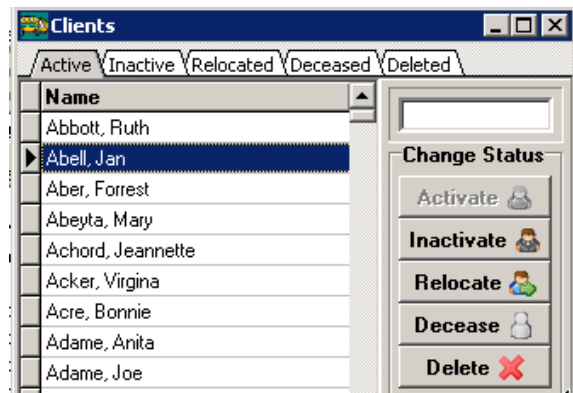 Clients
Active Inactive Relocated Deceased Deleted
Name
Abbott, Ruth
Abell, Jan
Aber, Forrest
Abeyta, Mary
Achord, Jeannette
Acker, Virgina
Acre, Bonnie
Adame, Anita
Adame, Joe
Change Status
Activate
Inactivate
Relocate
Decease
Delete